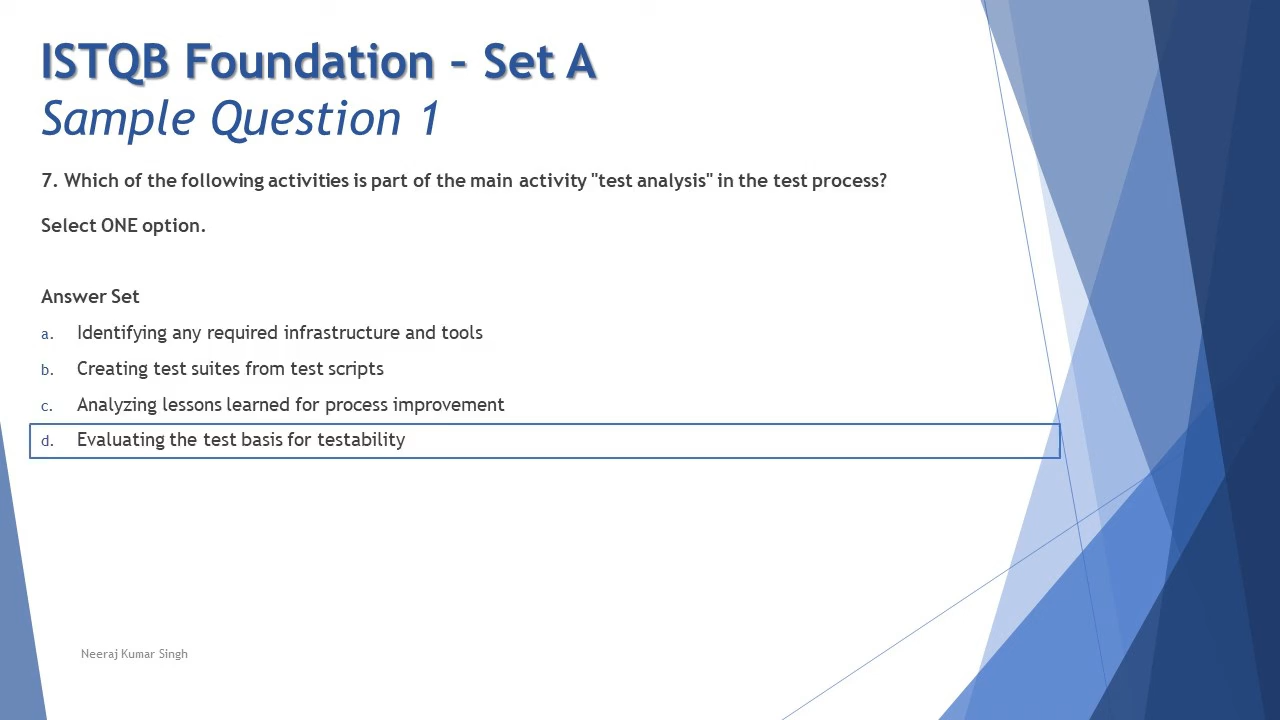 ISTQB Foundation – Set A
Sample Question 1
7. Which of the following activities is part of the main activity "test analysis" in the test process?
Select ONE option.
Answer Set
a. Identifying any required infrastructure and tools
b. Creating test suites from test scripts
c. Analyzing lessons learned for process improvement
d. Evaluating the test basis for testability
Neeraj Kumar Singh